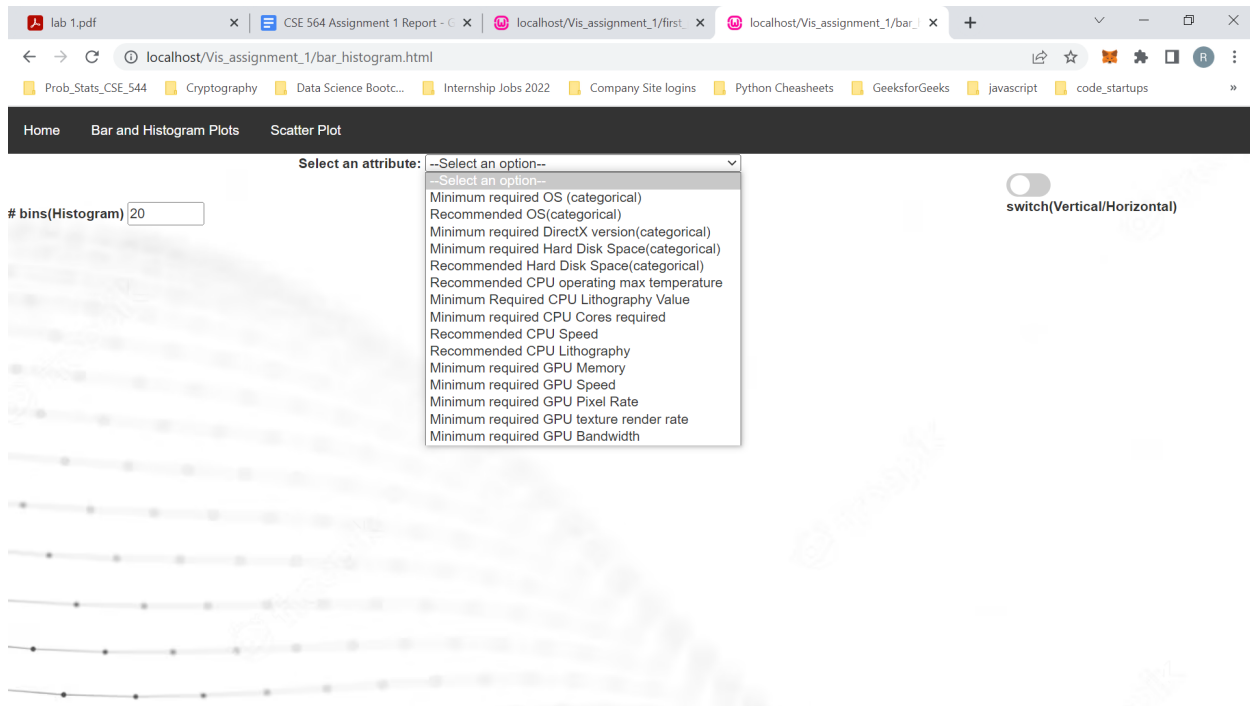 lab 1.pdf
CSE 564 Assignment 1 Report - G
localhost/Vis_assignment_1/first_
localhost/Vis_assignment_1/bar_
localhost/Vis_assignment_1/bar_histogram.html
R
Prob_Stats_CSE_544
Cryptography
Data Science Bootc...
Internship Jobs 2022
Company Site logins
Python Cheasheets
GeeksforGeeks
javascript
code_startups
»
Home
Bar and Histogram Plots
Scatter Plot
Select an attribute: --Select an option--
--Select an option--
Minimum required OS (categorical)
Recommended OS(categorical)
Minimum required DirectX version(categorical)
Minimum required Hard Disk Space(categorical)
Recommended Hard Disk Space(categorical)
Recommended CPU operating max temperature
Minimum Required CPU Lithography Value
Minimum required CPU Cores required
Recommended CPU Speed
Recommended CPU Lithography
Minimum required GPU Memory
Minimum required GPU Speed
Minimum required GPU Pixel Rate
Minimum required GPU texture render rate
Minimum required GPU Bandwidth
# bins(Histogram) 20
switch(Vertical/Horizontal)